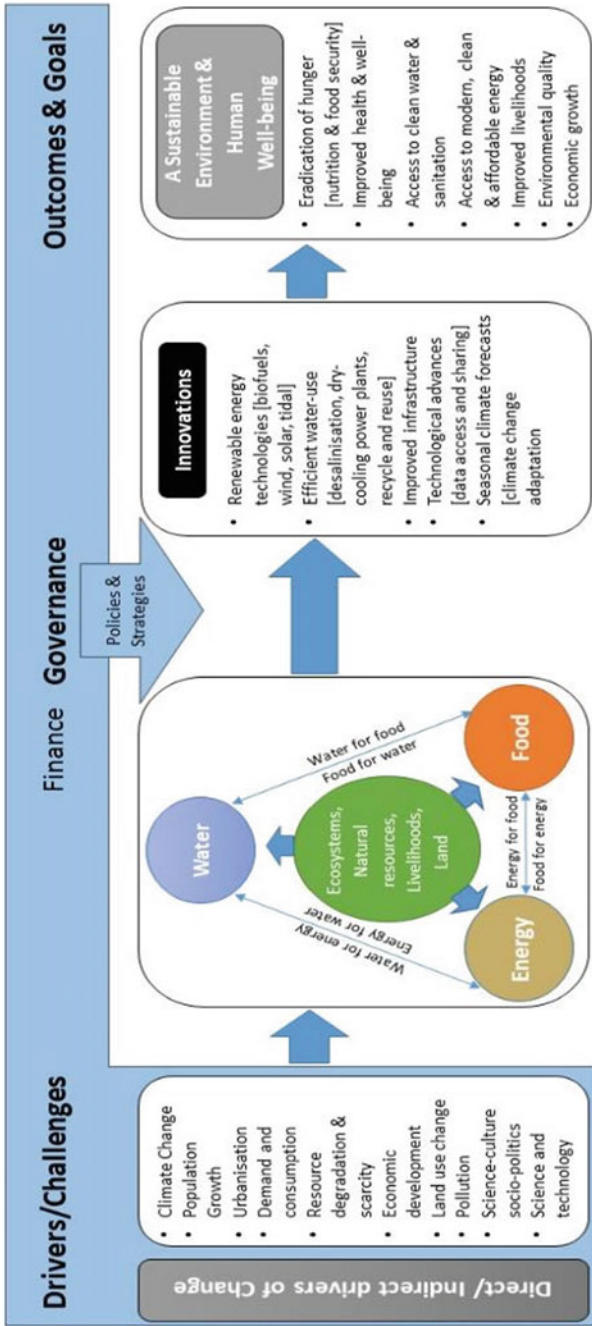 Drivers/Challenges
Finance Governance
Outcomes & Goals
Policies &
Strategies
Direct/ Indirect drivers of Change
• Climate Change
• Population
Growth
• Urbanisation
• Demand and
consumption
• Resource
degradation &
scarcity
• Economic
development
• Land use change
• Pollution
• Science-culture
socio-politics
• Science and
technology
Water
Water for energy
Energy for water
Water for food
Food for water
Ecosystems,
Natural
resources,
Livelihoods,
Land
Energy
Energy for food
Food for energy
Food
Innovations
• Renewable energy
technologies [biofuels,
wind, solar, tidal]
• Efficient water-use
[desalinisation, dry-
cooling power plants,
recycle and reuse]
• Improved infrastructure
• Technological advances
[data access and sharing]
• Seasonal climate forecasts
[climate change
adaptation
A Sustainable
Environment &
Human
Well-being
• Eradication of hunger
[nutrition & food security]
• Improved health & well-
being
• Access to clean water &
sanitation
• Access to modern, clean
& affordable energy
• Improved livelihoods
• Environmental quality
• Economic growth